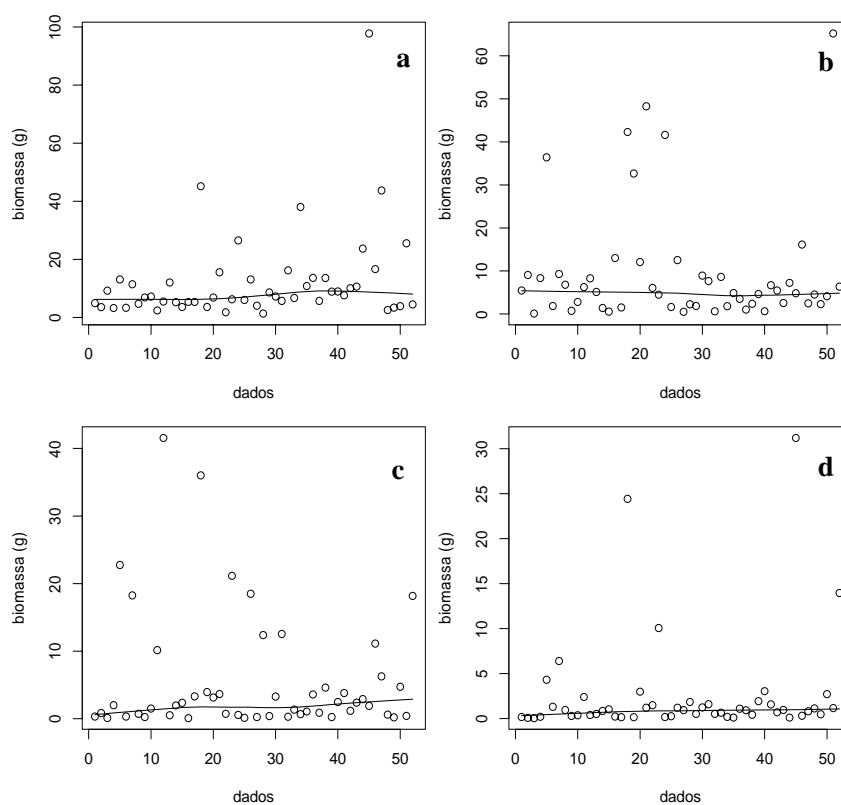 a
biomassa (g)
0 20 40 60 80 100
0 10 20 30 40 50
dados
b
biomassa (g)
0 10 20 30 40 50 60
0 10 20 30 40 50
dados
c
biomassa (g)
0 10 20 30 40
0 10 20 30 40 50
dados
d
biomassa (g)
0 5 10 15 20 25 30
0 10 20 30 40 50
dados